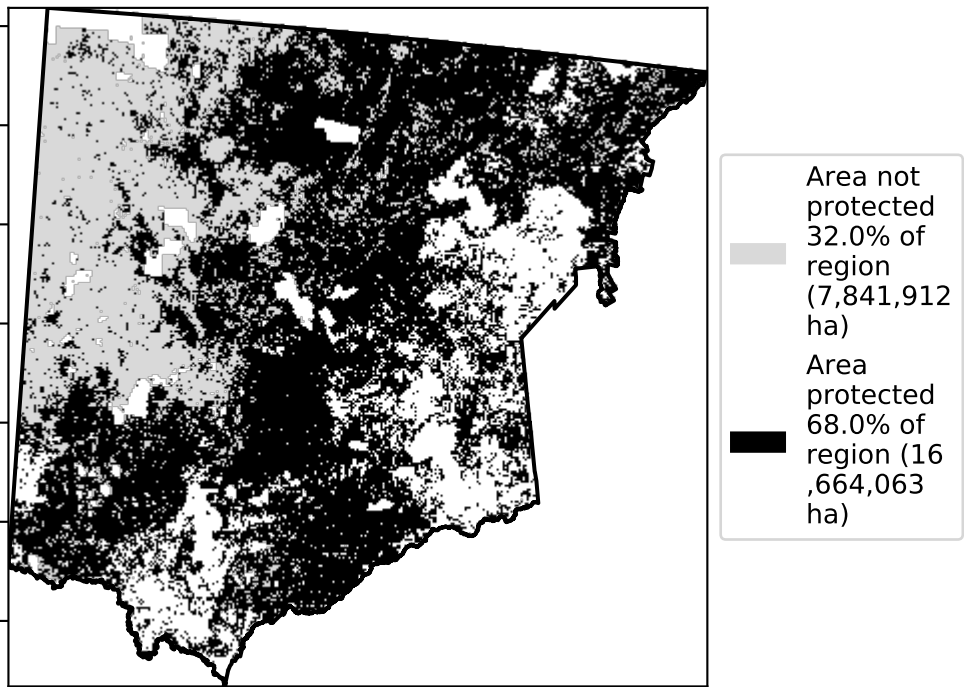 Area not
protected
32.0% of
region
(7,841,912
ha)
Area
protected
68.0% of
region (16
,664,063
ha)